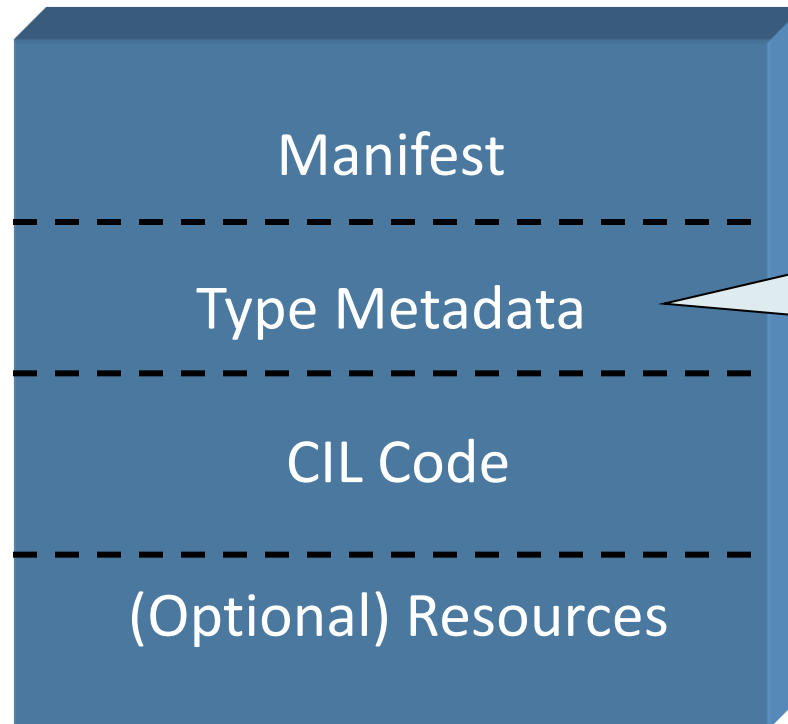 Manifest
Type Metadata
CIL Code
(Optional) Resources